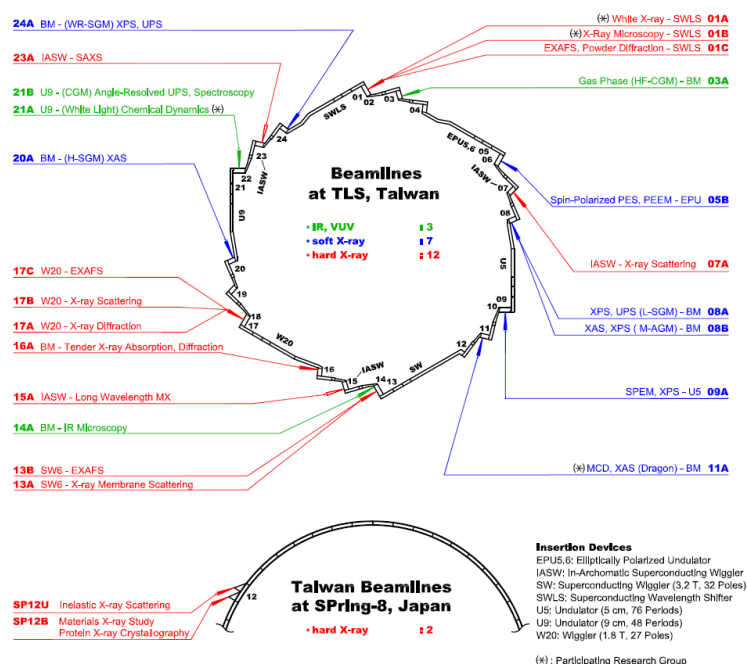 24A BM - (WR-SGM) XPS, UPS
23A IASW - SAXS
21B U9 - (CGM) Angle-Resolved UPS, Spectroscopy
21A U9 - (White Light) Chemical Dynamics (*)
20A BM - (H-SGM) XAS
17C W20 - EXAFS
17B W20 - X-ray Scattering
17A W20 - X-ray Diffraction
16A BM - Tender X-ray Absorption, Diffraction
15A IASW - Long Wavelength MX
14A BM - IR Microscopy
13B SW6 - EXAFS
13A SW6 - X-ray Membrane Scattering
(*) White X-ray - SWLS 01A
(*) X-Ray Microscopy - SWLS 01B
EXAFS, Powder Diffraction - SWLS 01C
Gas Phase (HF-CGM) - BM 03A
Spin-Polarized PES, PEEM - EPU 05B
IASW - X-ray Scattering 07A
XPS, UPS (L-SGM) - BM 08A
XAS, XPS ( M-AGM) - BM 08B
SPEM, XPS - U5 09A
(*) MCD, XAS (Dragon) - BM 11A
SWLS
01
02
03
04
EPU5.6
05
06
IASW
07
08
U5
09
10
11
12
SW
13
14
IASW
15
16
W20
17
18
19
20
U9
21
22
IASW
23
24
Beamlines
at TLS, Taiwan
• IR, VUV : 3
• soft X-ray : 7
• hard X-ray : 12
SP12U Inelastic X-ray Scattering
SP12B Materials X-ray Study
Protein X-ray Crystallography
12
Taiwan Beamlines
at SPring-8, Japan
• hard X-ray : 2
Insertion Devices
EPU5.6: Elliptically Polarized Undulator
IASW: In-Archomatic Superconducting Wiggler
SW: Superconducting Wiggler (3.2 T, 32 Poles)
SWLS: Superconducting Wavelength Shifter
U5: Undulator (5 cm, 76 Periods)
U9: Undulator (9 cm, 48 Periods)
W20: Wiggler (1.8 T, 27 Poles)
(*) : Participating Research Group